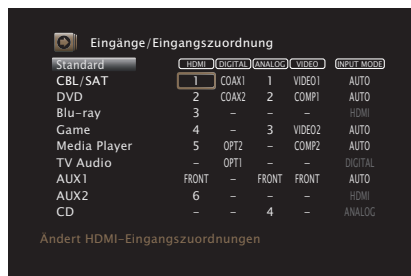 Eingänge/Eingangszuordnung
Standard HDMI DIGITAL ANALOG VIDEO INPUT MODE
CBL/SAT 1 COAX1 1 VIDEO1 AUTO
DVD 2 COAX2 2 COMP1 AUTO
Blu-ray 3 – – – HDMI
Game 4 – 3 VIDEO2 AUTO
Media Player 5 OPT2 – COMP2 AUTO
TV Audio – OPT1 – – DIGITAL
AUX1 FRONT – FRONT FRONT AUTO
AUX2 6 – – – HDMI
CD – – 4 – ANALOG
Ändert HDMI-Eingangszuordnungen